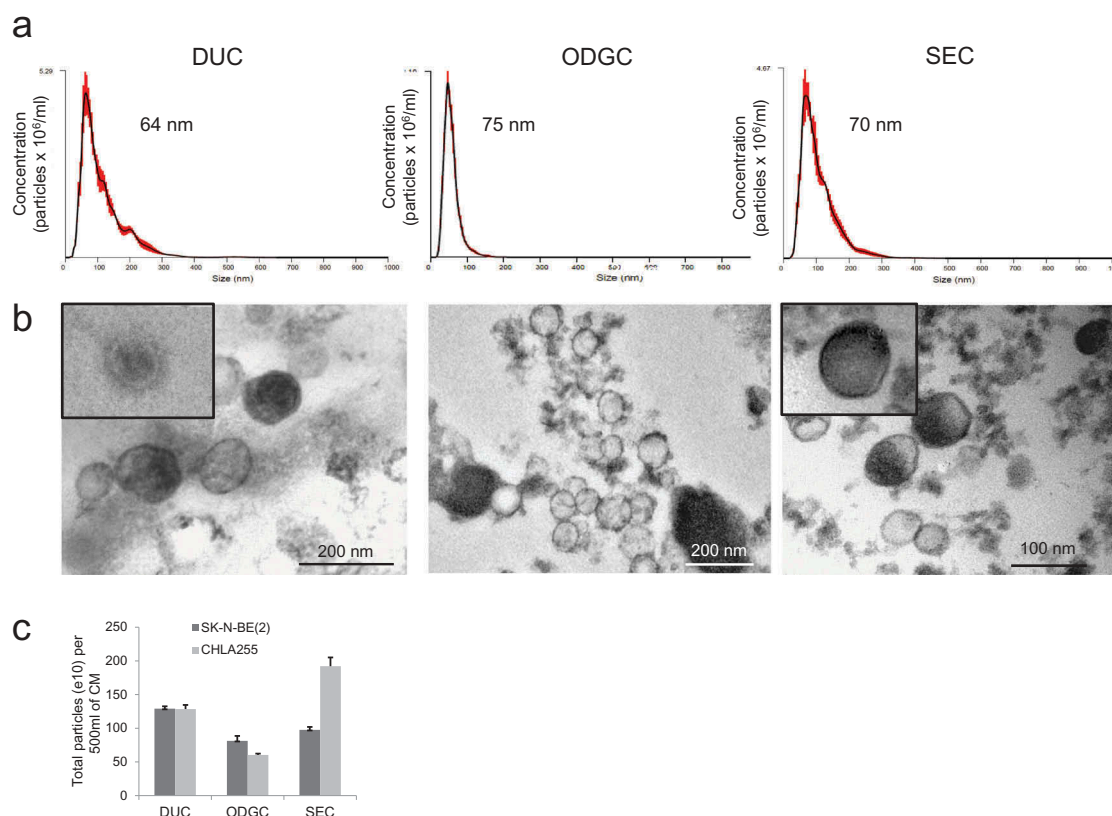 a
DUC
ODGC
SEC
5.29
4.67
Concentration
(particles x 10⁶/ml)
64 nm
Concentration
(particles x 10⁶/ml)
75 nm
Concentration
(particles x 10⁶/ml)
70 nm
0 100 200 300 400 500 600 700 800 900 1000
Size (nm)
0 100 200 300 400 500 600 700 800
Size (nm)
0 100 200 300 400 500 600 700 800 900
Size (nm)
b
200 nm
200 nm
100 nm
c
Total particles (e10) per
500ml of CM
250
200
150
100
50
0
SK-N-BE(2)
CHLA255
DUC ODGC SEC